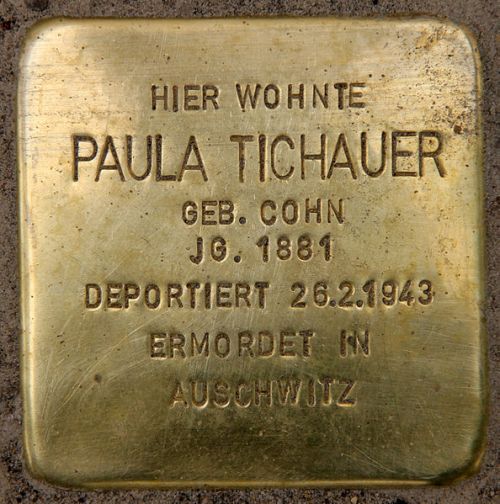 HIER WOHNTE
PAULA TICHAUER
GEB. COHN
JG. 1881
DEPORTIERT 26.2.1943
ERMORDET IN
AUSCHWITZ